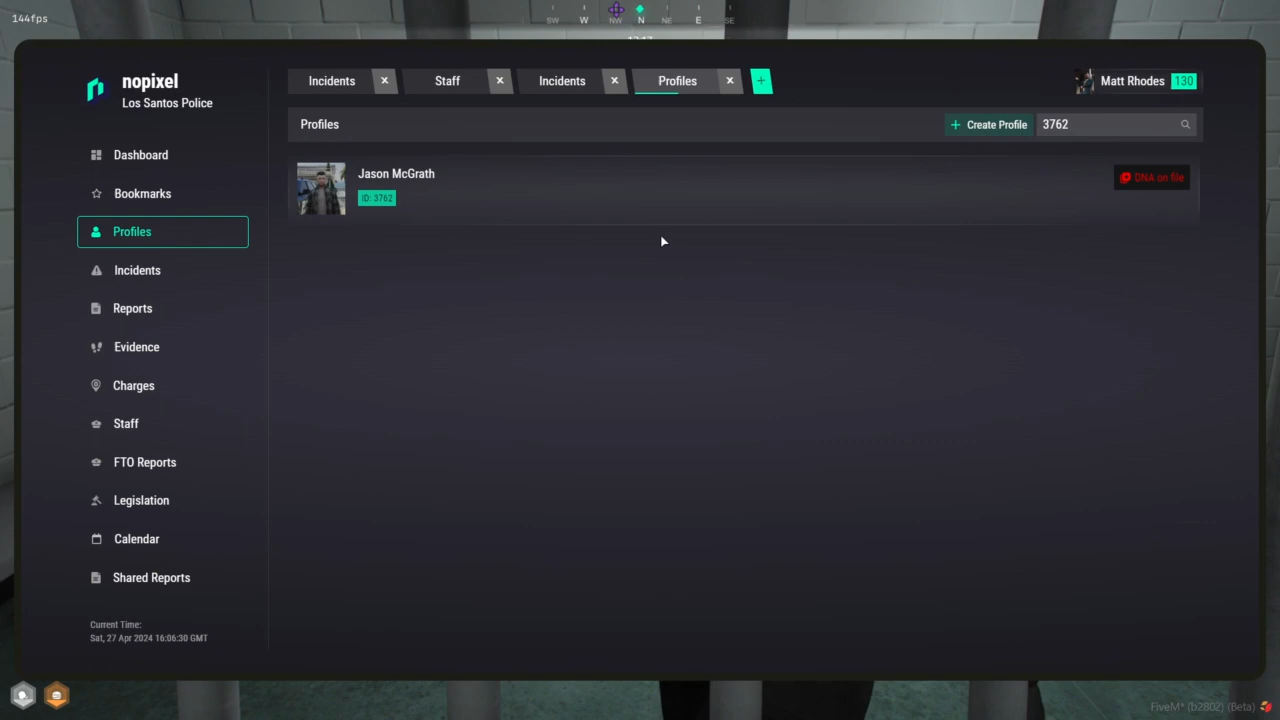 144fps
SW W NW N NE E SE
nopixel
Los Santos Police
Incidents
Staff
Incidents
Profiles
Matt Rhodes 130
Profiles
Create Profile
3762
Dashboard
Bookmarks
Profiles
Incidents
Reports
Evidence
Charges
Staff
FTO Reports
Legislation
Calendar
Shared Reports
Jason McGrath
ID: 3762
DNA on file
Current Time:
Sat, 27 Apr 2024 16:06:30 GMT
FiveM* (b2802) (Beta)